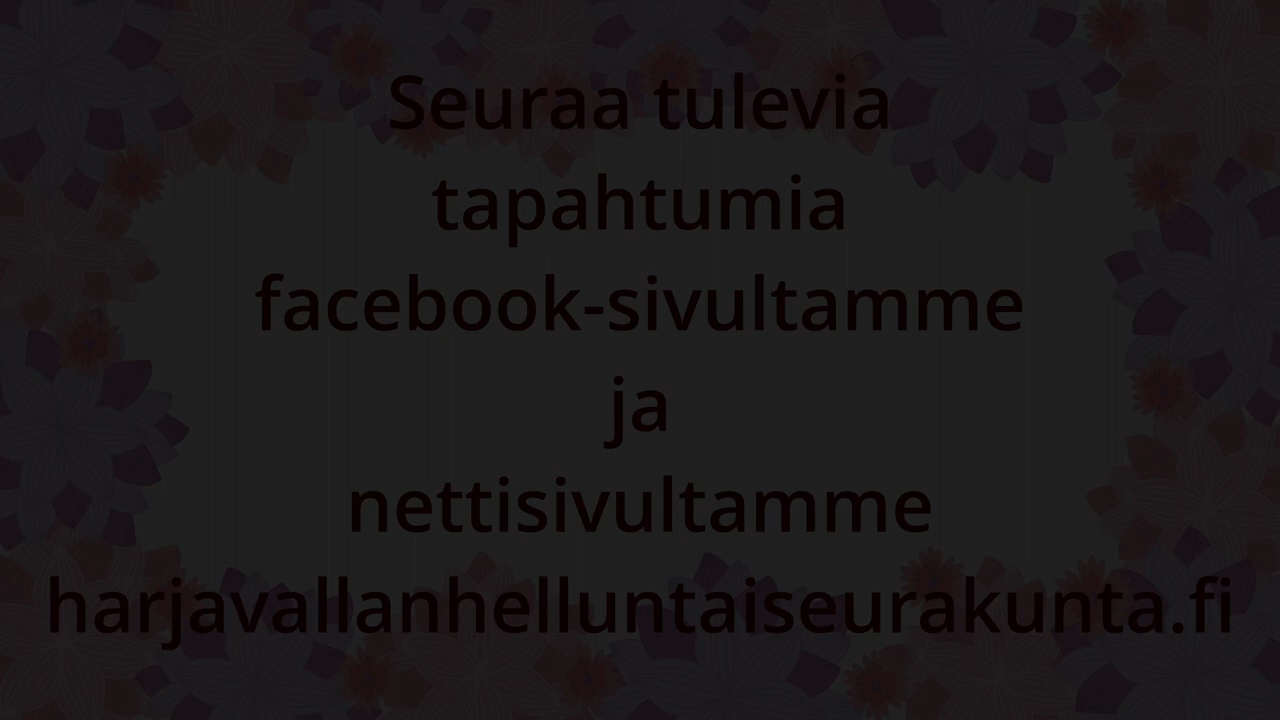 Seuraa tulevia
tapahtumia
facebook-sivultamme
ja
nettisivultamme
harjavallanhelluntaiseurakunta.fi